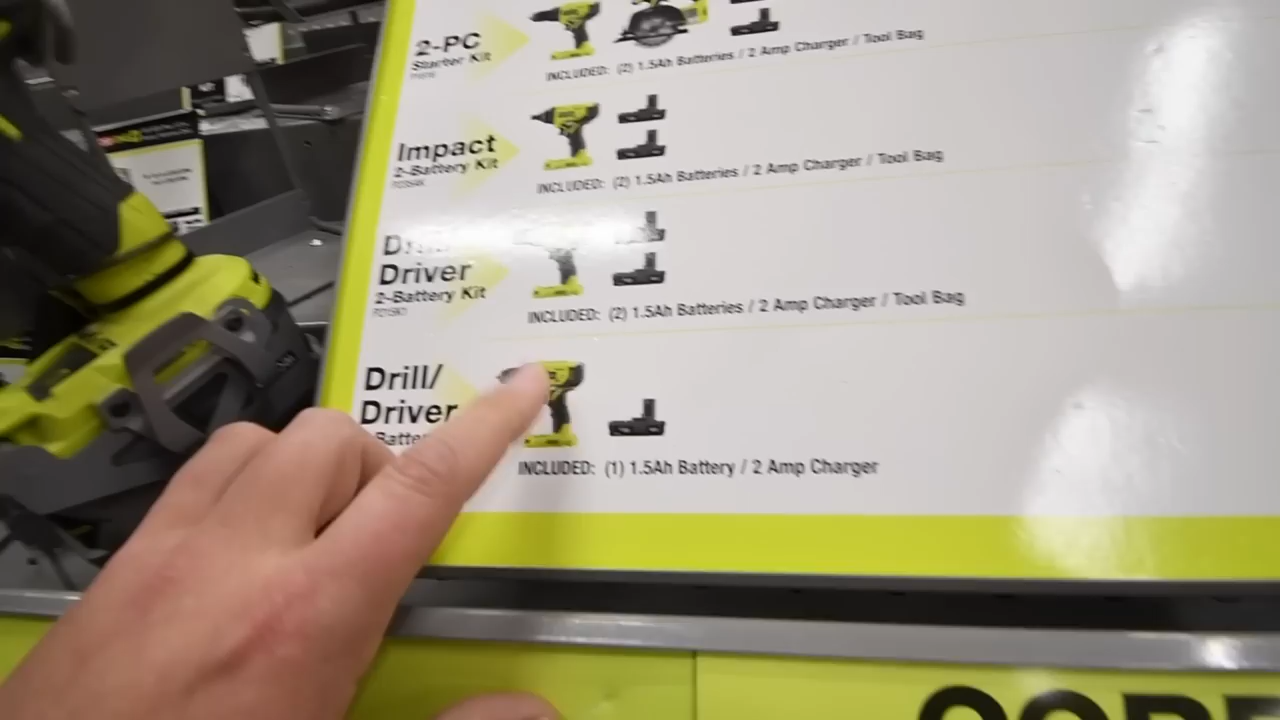 2-PC
Starter Kit
INCLUDED: (2) 1.5Ah Batteries / 2 Amp Charger / Tool Bag
Impact
2-Battery Kit
INCLUDED: (2) 1.5Ah Batteries / 2 Amp Charger / Tool Bag
Driver
2-Battery Kit
INCLUDED: (2) 1.5Ah Batteries / 2 Amp Charger / Tool Bag
Drill/
Driver
INCLUDED: (1) 1.5Ah Battery / 2 Amp Charger